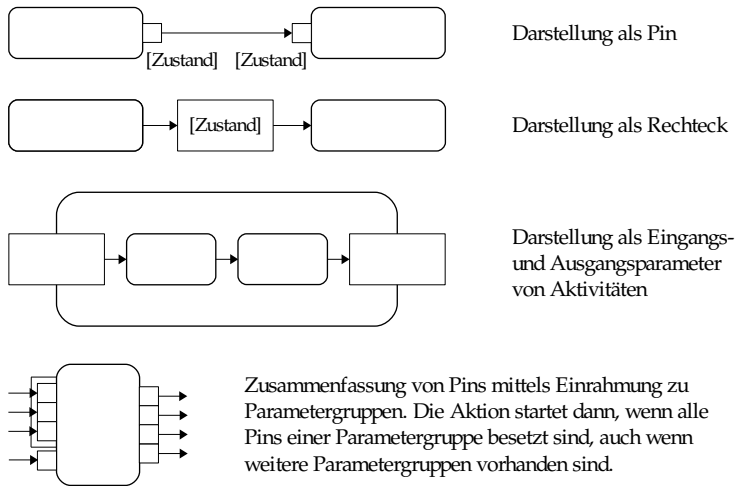 Darstellung als Pin
[Zustand] [Zustand]
[Zustand]
Darstellung als Rechteck
Darstellung als Eingangs-
und Ausgangsparameter
von Aktivitäten
Zusammenfassung von Pins mittels Einrahmung zu
Parametergruppen. Die Aktion startet dann, wenn alle
Pins einer Parametergruppe besetzt sind, auch wenn
weitere Parametergruppen vorhanden sind.